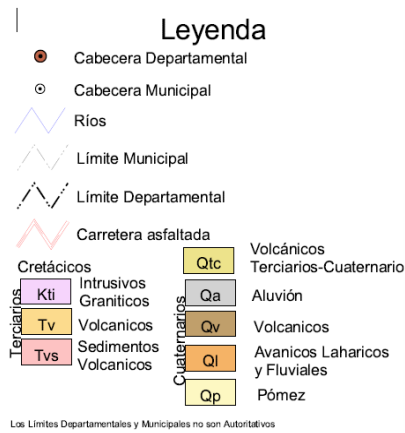 Leyenda
Cabecera Departamental
Cabecera Municipal
Ríos
Límite Municipal
Límite Departamental
Carretera asfaltada
Cretácicos
Terciarios
Kti
Intrusivos
Graniticos
Tv
Volcanicos
Tvs
Sedimentos
Volcanicos
Cuaternarios
Qtc
Volcánicos
Terciarios-Cuaternario
Qa
Aluvión
Qv
Volcanicos
Ql
Avanicos Laharicos
y Fluviales
Qp
Pómez
Los Límites Departamentales y Municipales no son Autoritativos